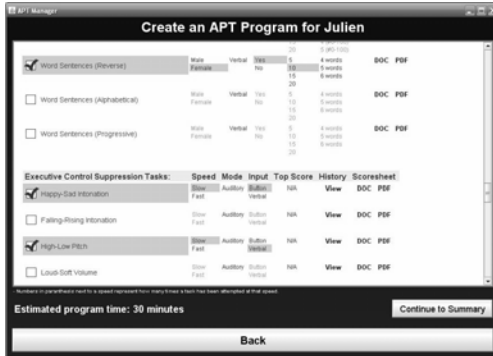 APT Manager
Create an APT Program for Julien
20 5 (#0-100)
Word Sentences (Reverse) Male Verbal Yes 5 4 words DOC PDF
Female No 10 5 words
15 6 words
20
Word Sentences (Alphabetical) Male Verbal Yes 5 4 words DOC PDF
Female No 10 5 words
15 6 words
20
Word Sentences (Progressive) Male Verbal Yes 5 4 words DOC PDF
Female No 10 5 words
15 6 words
20
Executive Control Suppression Tasks: Speed Mode Input Top Score History Scoresheet
Happy-Sad Intonation Slow Auditory Button N/A View DOC PDF
Fast Verbal
Falling-Rising Intonation Slow Auditory Button N/A View DOC PDF
Fast Verbal
High-Low Pitch Slow Auditory Button N/A View DOC PDF
Fast Verbal
Loud-Soft Volume Slow Auditory Button N/A View DOC PDF
Fast Verbal
Numbers in parenthesis next to a speed represent how many times a task has been attempted at that speed.
Estimated program time: 30 minutes
Continue to Summary
Back